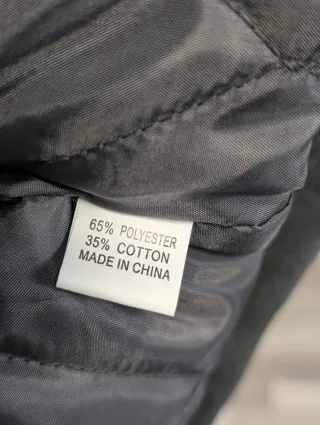 65% POLYESTER
35% COTTON
MADE IN CHINA